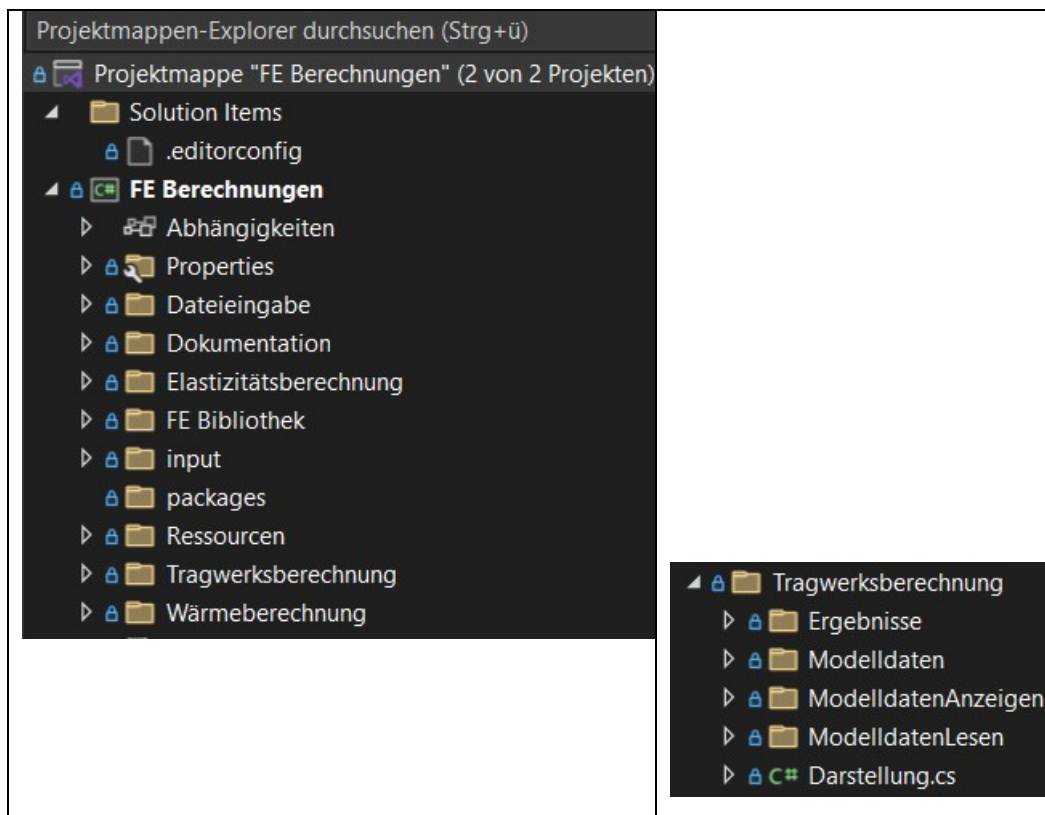 Projektmappen-Explorer durchsuchen (Strg+ü)
Projektmappe "FE Berechnungen" (2 von 2 Projekten)
Solution Items
.editorconfig
C# FE Berechnungen
Abhängigkeiten
Properties
Dateieingabe
Dokumentation
Elastizitätsberechnung
FE Bibliothek
input
packages
Ressourcen
Tragwerksberechnung
Wärmeberechnung
Tragwerksberechnung
Ergebnisse
Modelldaten
ModelldatenAnzeigen
ModelldatenLesen
C# Darstellung.cs